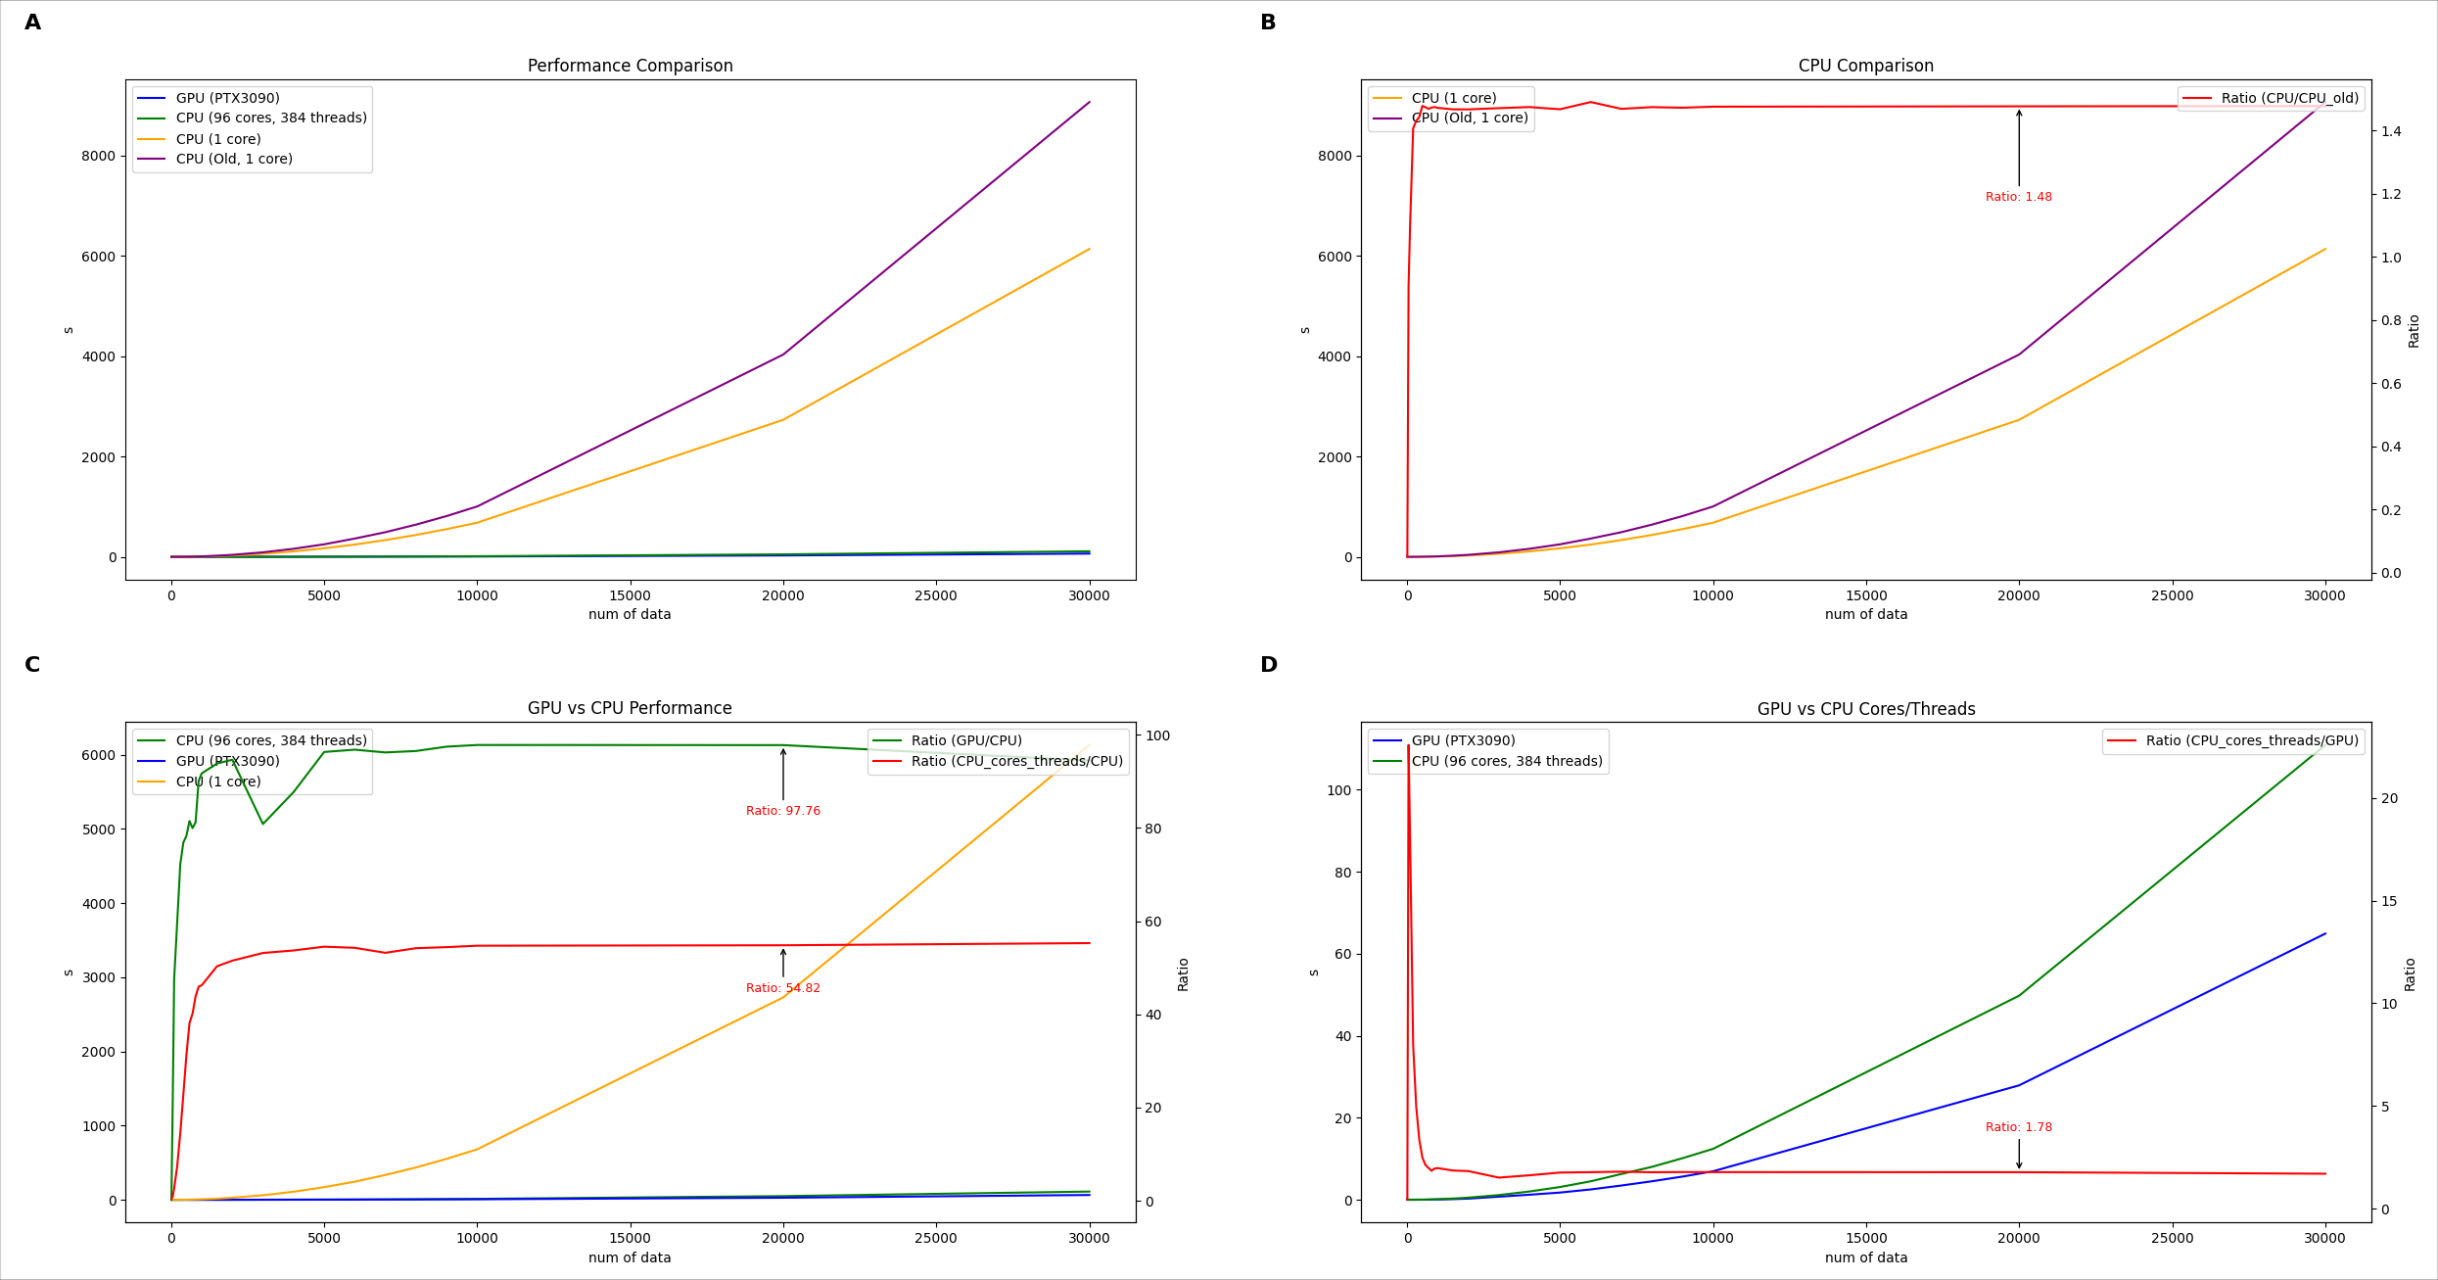 A
Performance Comparison
GPU (PTX3090)
CPU (96 cores, 384 threads)
CPU (1 core)
CPU (Old, 1 core)
8000
6000
4000
2000
0
s
0 5000 10000 15000 20000 25000 30000
num of data
B
CPU Comparison
CPU (1 core)
CPU (Old, 1 core)
Ratio (CPU/CPU_old)
Ratio: 1.48
8000
6000
4000
2000
0
s
1.4
1.2
1.0
0.8
0.6
0.4
0.2
0.0
Ratio
0 5000 10000 15000 20000 25000 30000
num of data
C
GPU vs CPU Performance
CPU (96 cores, 384 threads)
GPU (PTX3090)
CPU (1 core)
Ratio (GPU/CPU)
Ratio (CPU_cores_threads/CPU)
Ratio: 97.76
Ratio: 54.82
6000
5000
4000
3000
2000
1000
0
s
100
80
60
40
20
0
Ratio
0 5000 10000 15000 20000 25000 30000
num of data
D
GPU vs CPU Cores/Threads
GPU (PTX3090)
CPU (96 cores, 384 threads)
Ratio (CPU_cores_threads/GPU)
Ratio: 1.78
100
80
60
40
20
0
s
20
15
10
5
0
Ratio
0 5000 10000 15000 20000 25000 30000
num of data